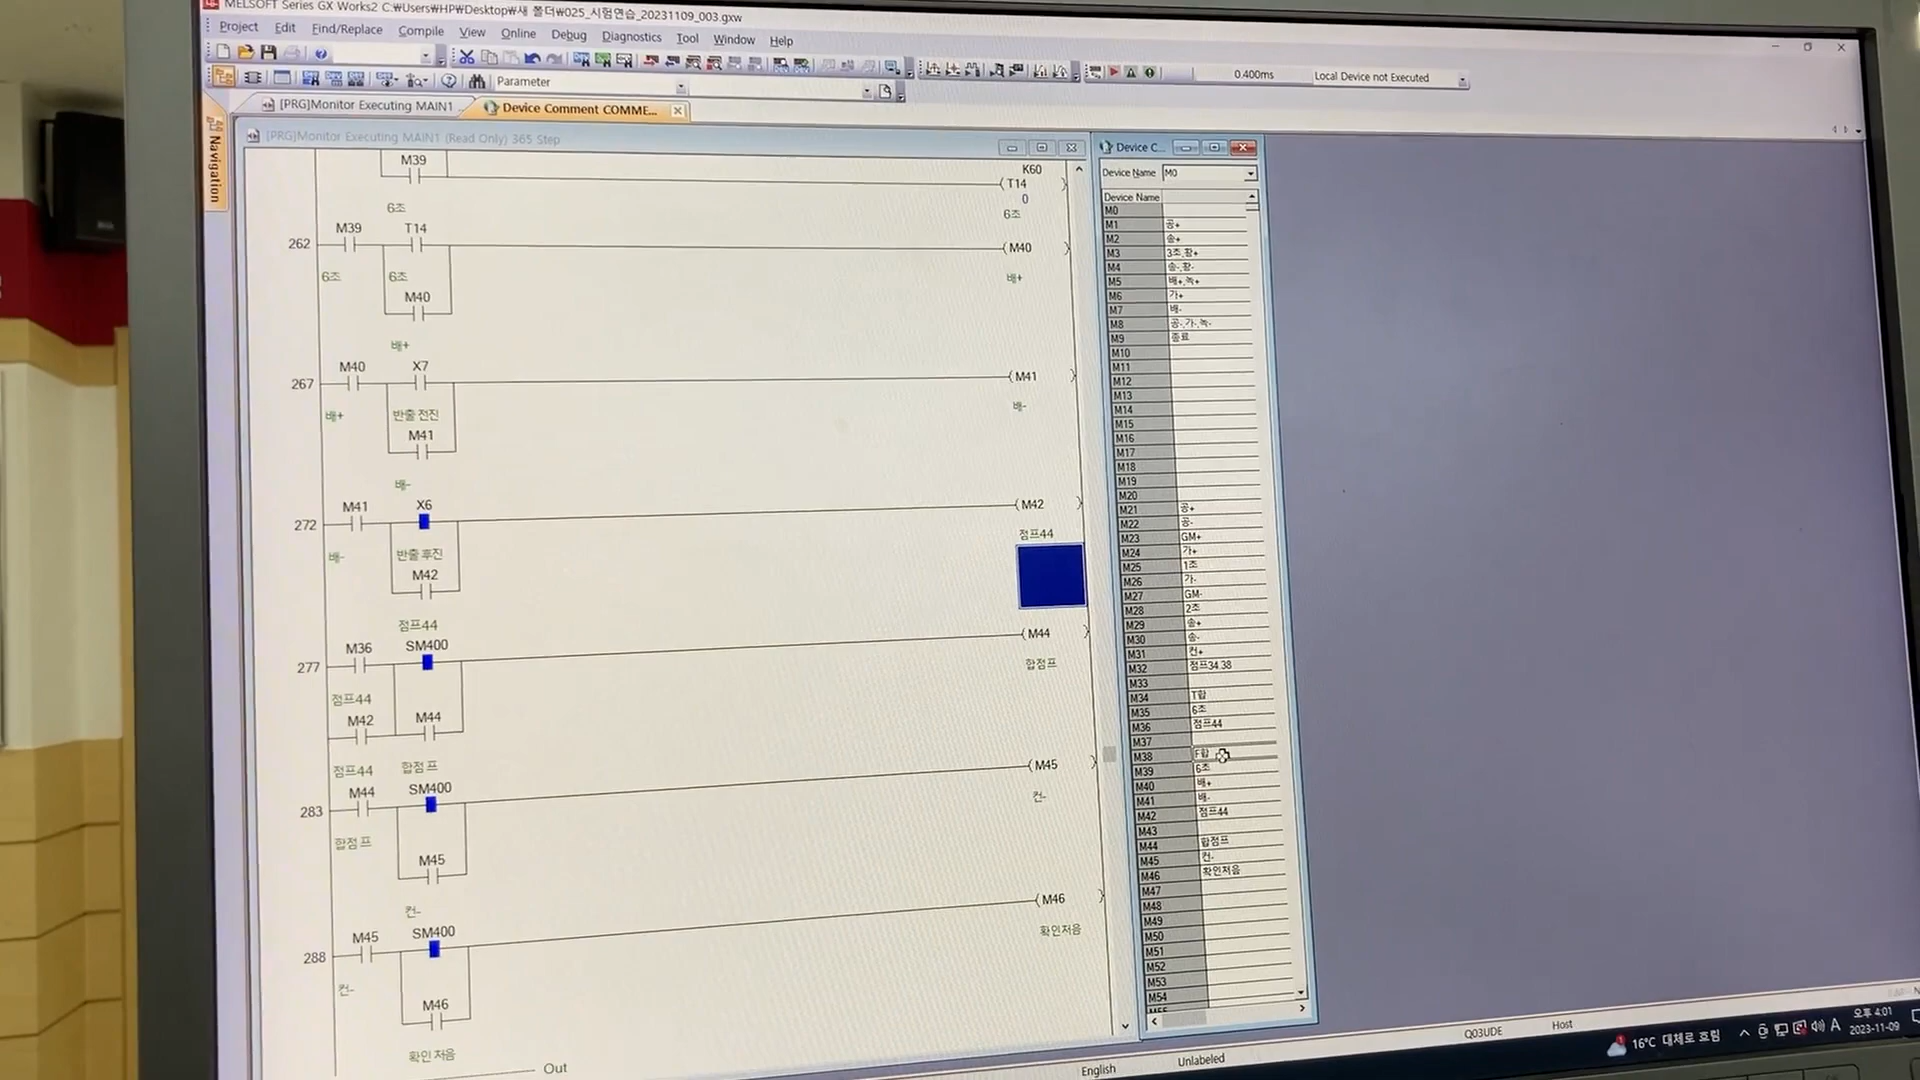 MELSOFT Series GX Works2 C:₩Users₩HP₩Desktop₩새 폴더₩025_시험연습_20231109_003.gxw
Project Edit Find/Replace Compile View Online Debug Diagnostics Tool Window Help
0.400ms Local Device not Executed
Parameter
[PRG]Monitor Executing MAIN1 ... Device Comment COMME...
Navigation
[PRG]Monitor Executing MAIN1 (Read Only) 365 Step
M39 K60
T14
0
6조 6조
M39 T14
262 M40
6조 6조 배+
M40
배+
M40 X7
267 M41
배+ 반출 전진 배-
M41
배-
M41 X6
272 M42
배- 반출 후진 점프44
M42
점프44
M36 SM400
277 M44
점프44 합점프
M42 M44
점프44 합점프
M44 SM400
283 M45
합점프 컨-
M45
컨-
M45 SM400
288 M46
컨- 확인처음
M46
확인처음
Out
Device C...
Device Name M0
Device Name
M0
M1 공+
M2 송+
M3 3초,황+
M4 송-,황-
M5 배+,녹+
M6 가+
M7 배-
M8 공-,가-,녹-
M9 종료
M10
M11
M12
M13
M14
M15
M16
M17
M18
M19
M20
M21 공+
M22 공-
M23 GM+
M24 가+
M25 1초
M26 가-
M27 GM-
M28 2초
M29 송+
M30 송-
M31 컨+
M32 점프34.38
M33
M34 T합
M35 6조
M36 점프44
M37
M38 F합
M39 6조
M40 배+
M41 배-
M42 점프44
M43
M44 합점프
M45 컨-
M46 확인처음
M47
M48
M49
M50
M51
M52
M53
M54
English Unlabeled Q03UDE Host
16°C 대체로 흐림 A 오후 4:01
2023-11-09